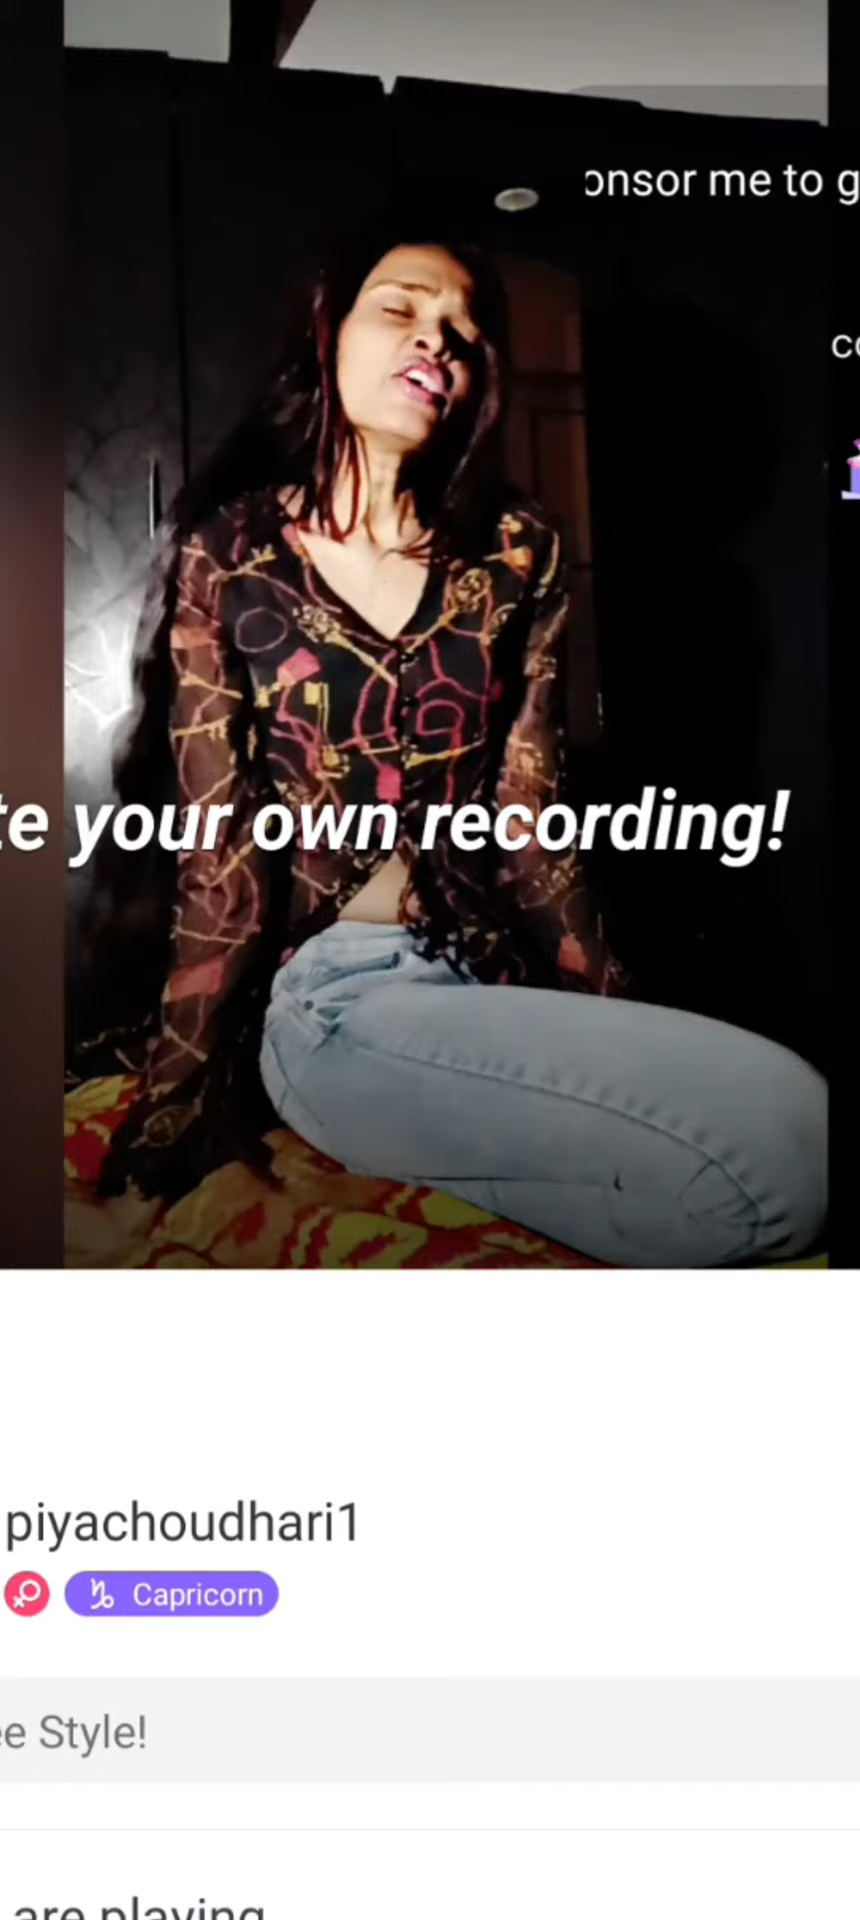 onsor me to g
te your own recording!
piyachoudhari1
Capricorn
e Style!
are playing